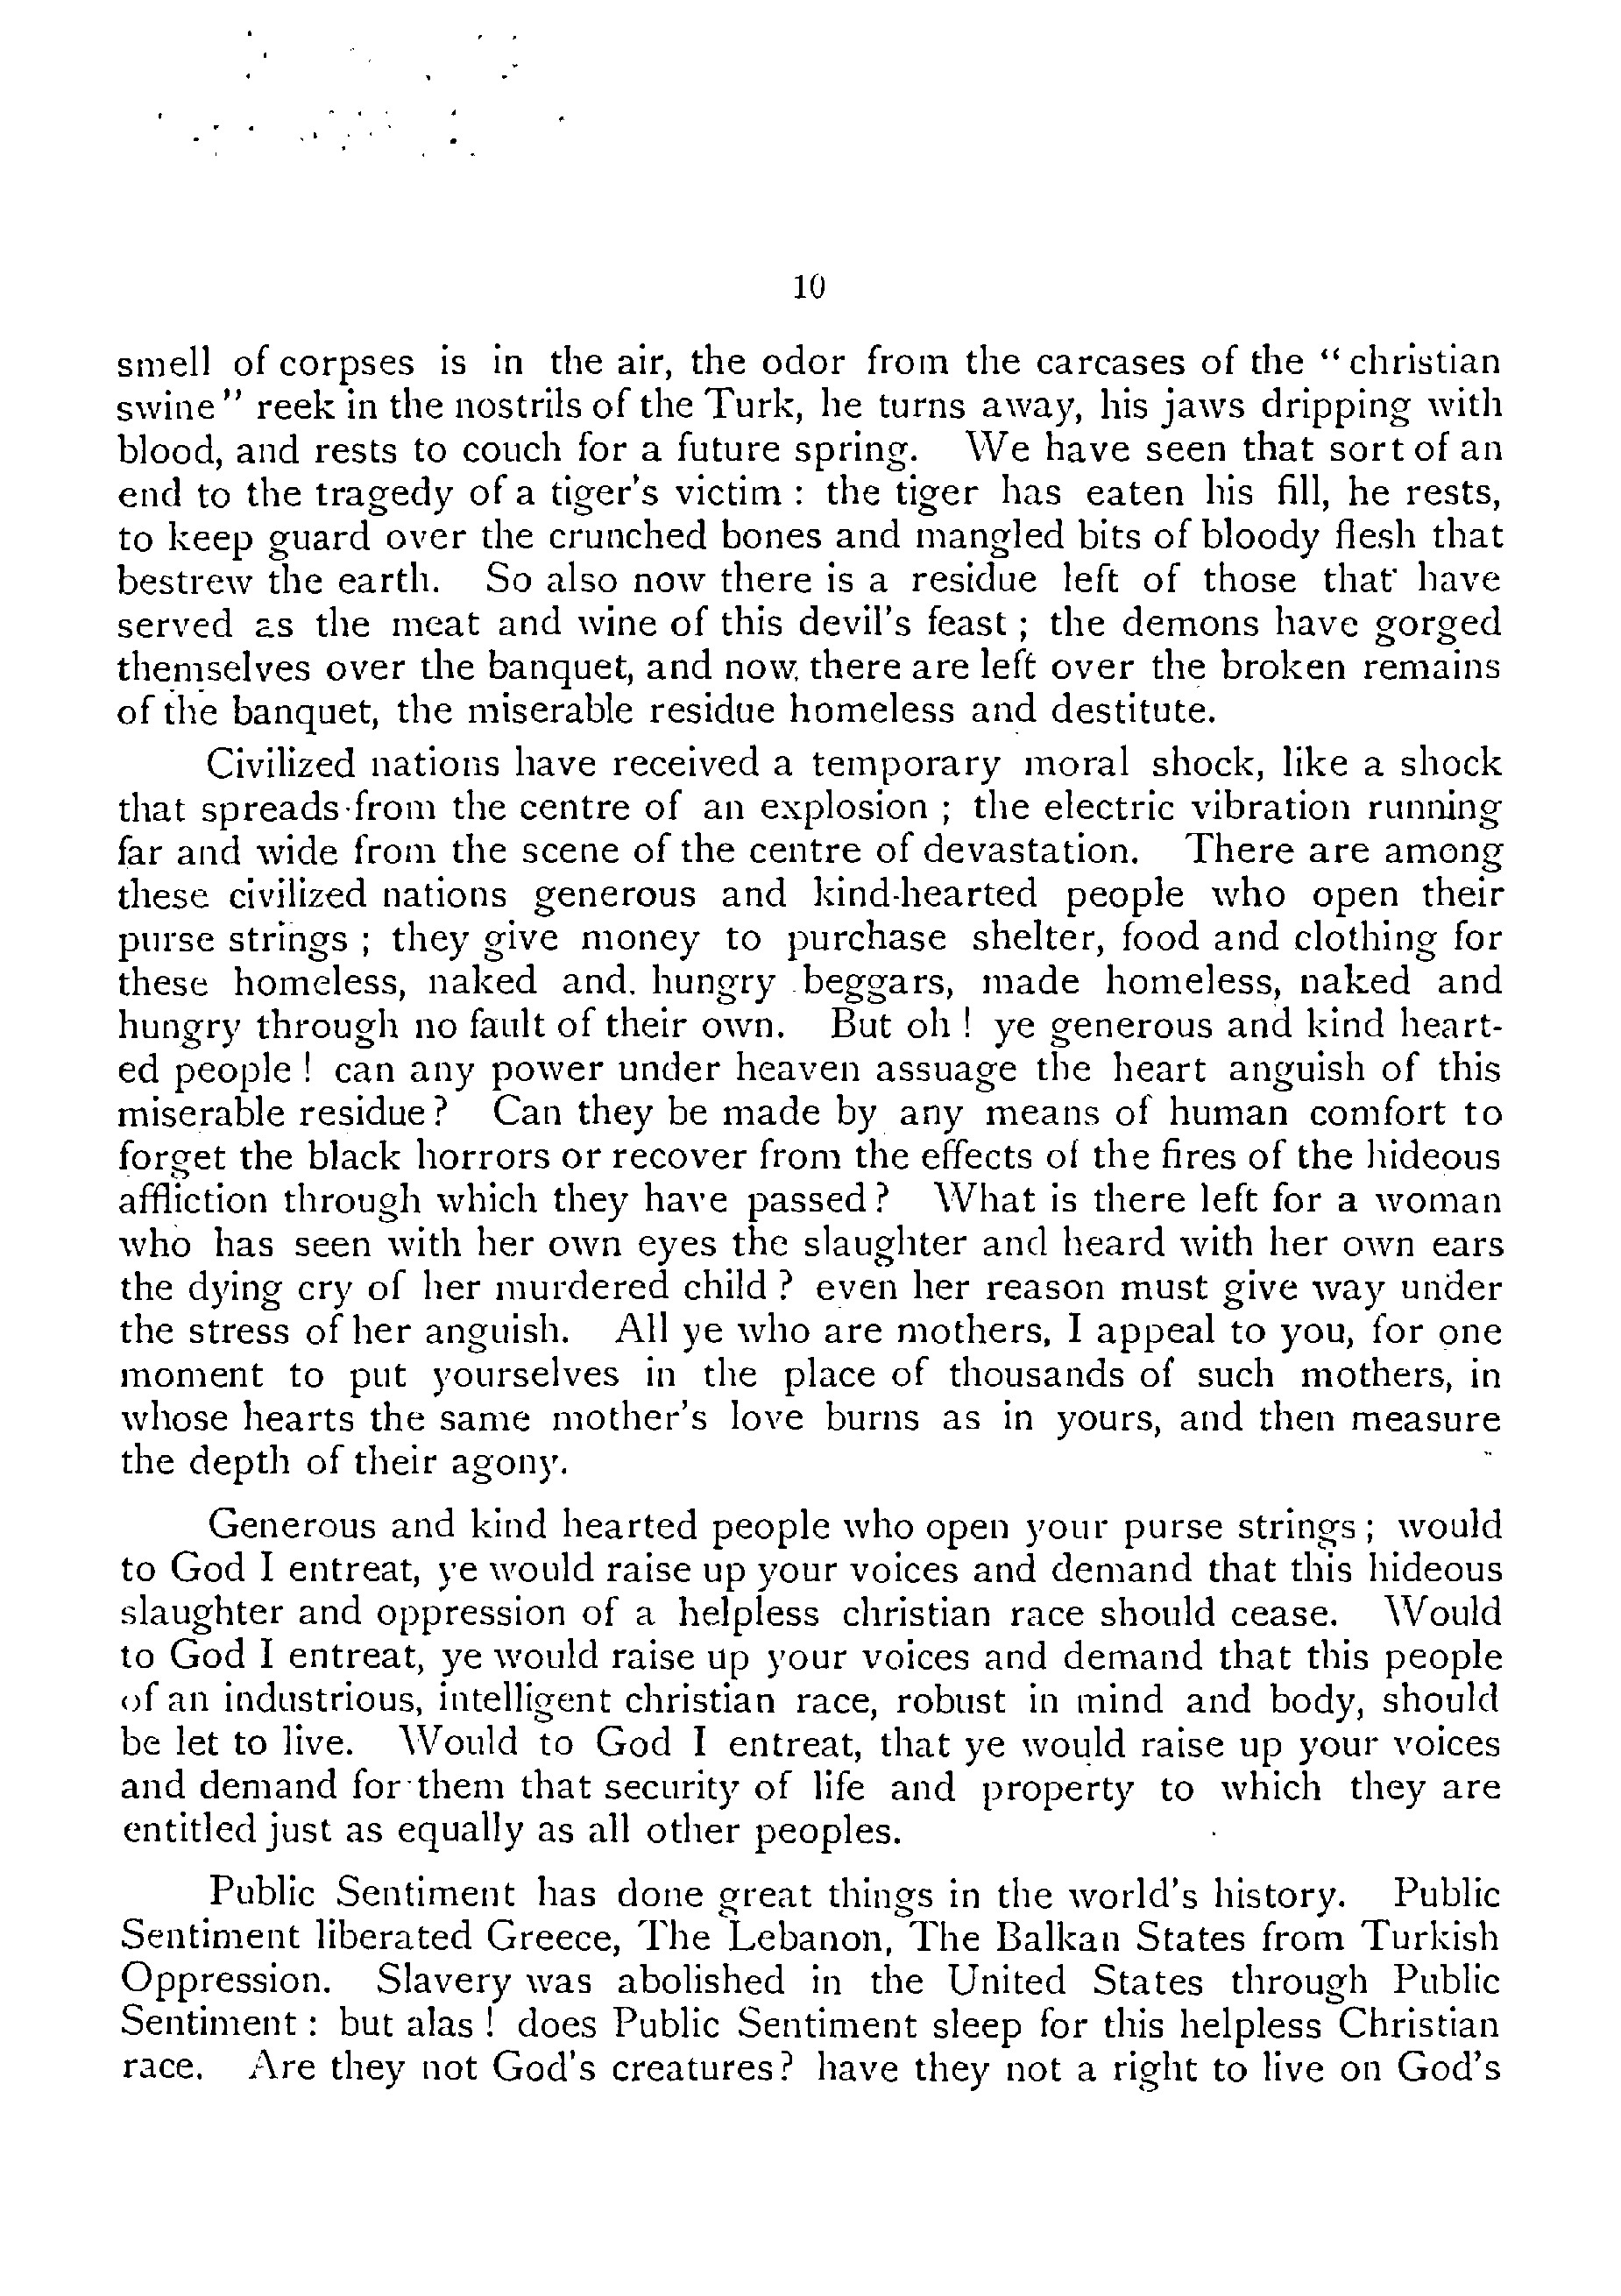 10
smell of corpses is in the air, the odor from the carcases of the “ christian
swine ” reek in the nostrils of the Turk, he turns away, his jaws dripping with
blood, and rests to couch for a future spring. We have seen that sort of an
end to the tragedy of a tiger’s victim : the tiger has eaten his fill, he rests,
to keep guard over the crunched bones and mangled bits of bloody flesh that
bestrew the earth. So also now there is a residue left of those that have
served as the meat and wine of this devil’s feast ; the demons have gorged
themselves over the banquet, and now there are left over the broken remains
of the banquet, the miserable residue homeless and destitute.
Civilized nations have received a temporary moral shock, like a shock
that spreads from the centre of an explosion ; the electric vibration running
far and wide from the scene of the centre of devastation. There are among
these civilized nations generous and kind-hearted people who open their
purse strings ; they give money to purchase shelter, food and clothing for
these homeless, naked and hungry beggars, made homeless, naked and
hungry through no fault of their own. But oh ! ye generous and kind heart-
ed people ! can any power under heaven assuage the heart anguish of this
miserable residue ? Can they be made by any means of human comfort to
forget the black horrors or recover from the effects of the fires of the hideous
affliction through which they have passed ? What is there left for a woman
who has seen with her own eyes the slaughter and heard with her own ears
the dying cry of her murdered child ? even her reason must give way under
the stress of her anguish. All ye who are mothers, I appeal to you, for one
moment to put yourselves in the place of thousands of such mothers, in
whose hearts the same mother’s love burns as in yours, and then measure
the depth of their agony.
Generous and kind hearted people who open your purse strings ; would
to God I entreat, ye would raise up your voices and demand that this hideous
slaughter and oppression of a helpless christian race should cease. Would
to God I entreat, ye would raise up your voices and demand that this people
of an industrious, intelligent christian race, robust in mind and body, should
be let to live. Would to God I entreat, that ye would raise up your voices
and demand for them that security of life and property to which they are
entitled just as equally as all other peoples.
Public Sentiment has done great things in the world’s history. Public
Sentiment liberated Greece, The Lebanon, The Balkan States from Turkish
Oppression. Slavery was abolished in the United States through Public
Sentiment : but alas ! does Public Sentiment sleep for this helpless Christian
race. Are they not God’s creatures ? have they not a right to live on God’s